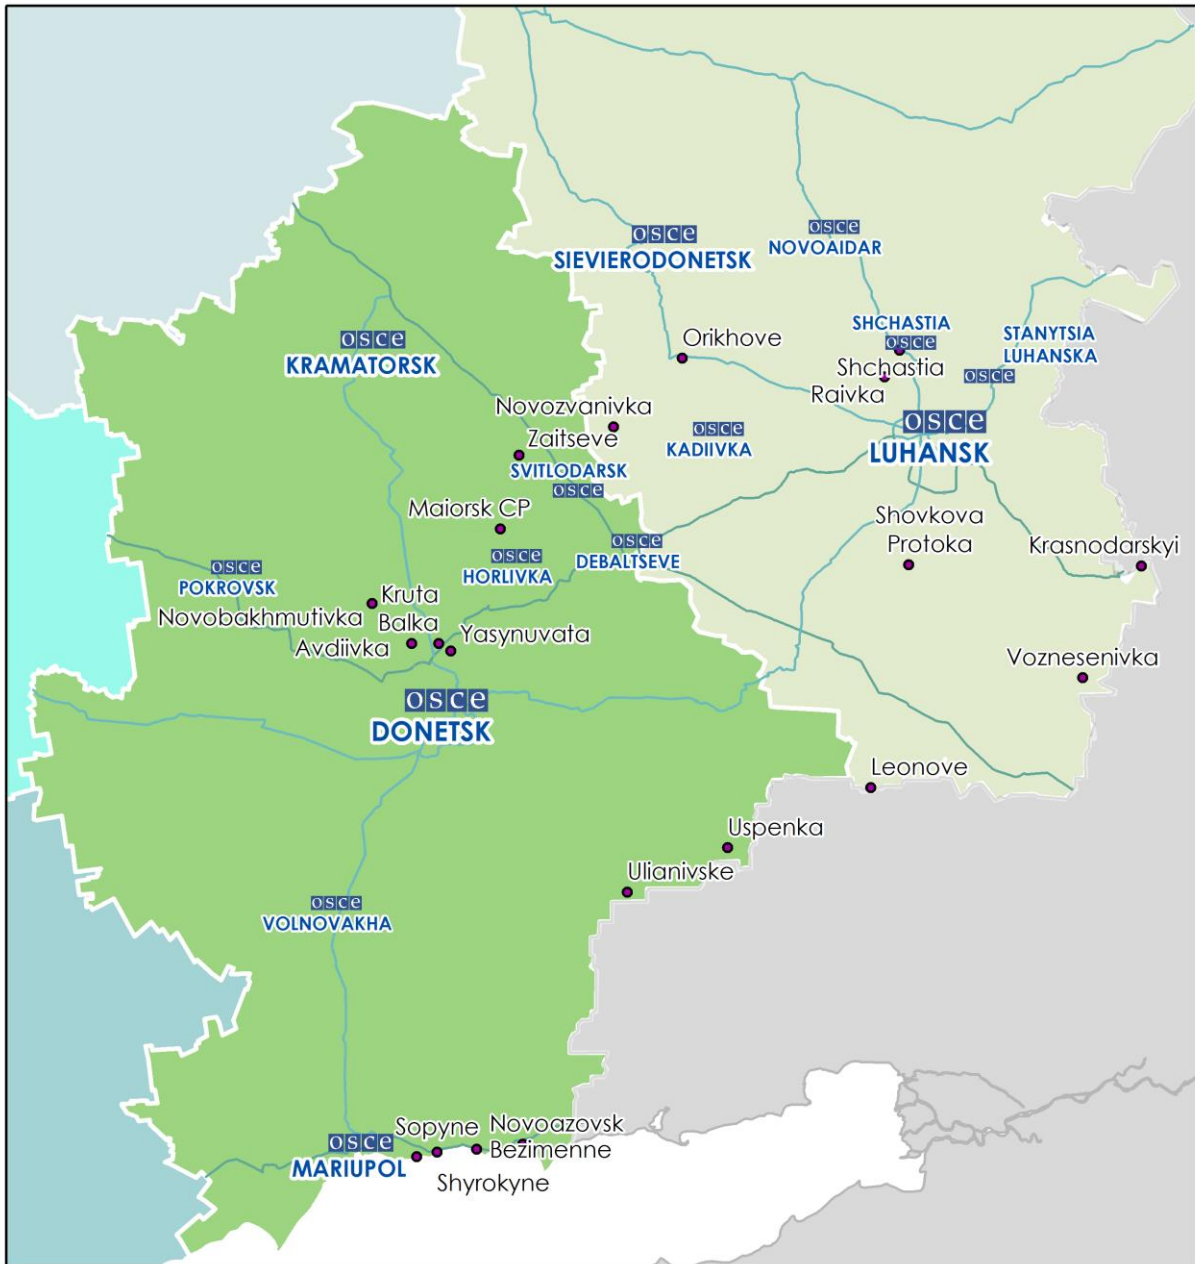 osce
SIEVIERODONETSK
osce
NOVOAIDAR
osce
KRAMATORSK
Orikhove
SHCHASTIA
osce
Shchastia
Raivka
STANYTSIA
LUHANSKA
osce
Novozvanivka
Zaitseve
SVITLODARSK
osce
osce
KADIIVKA
osce
LUHANSK
Maiorsk CP
osce
HORLIVKA
osce
DEBALTSEVE
Shovkova
Protoka
Krasnodarskyi
osce
POKROVSK
Kruta
Novobakhmutivka
Balka
Avdiivka
Yasynuvata
Voznesenivka
osce
DONETSK
Leonove
Uspenka
Ulianivske
osce
VOLNOVAKHA
osce
MARIUPOL
Sopyne
Shyrokyne
Novoazovsk
Bezimenne